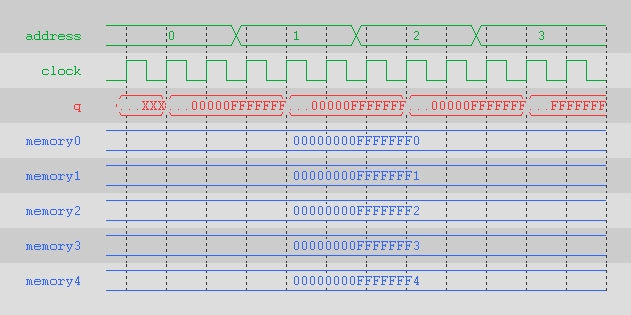 address 0 1 2 3
clock
q ...XXX ...00000FFFFFFF ...00000FFFFFFF ...00000FFFFFFF ...FFFFFFF
memory0 00000000FFFFFFF0
memory1 00000000FFFFFFF1
memory2 00000000FFFFFFF2
memory3 00000000FFFFFFF3
memory4 00000000FFFFFFF4